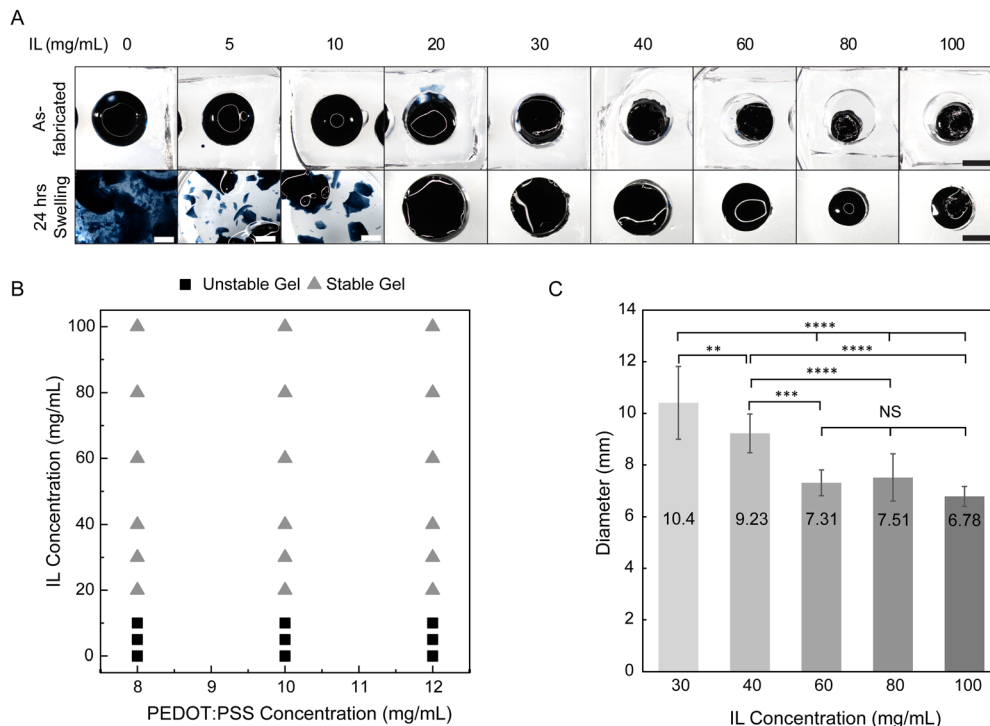 A
IL (mg/mL) 0 5 10 20 30 40 60 80 100
As-
fabricated
24 hrs
Swelling
B
■ Unstable Gel ▲ Stable Gel
100
80
60
40
20
0
IL Concentration (mg/mL)
8 9 10 11 12
PEDOT:PSS Concentration (mg/mL)
C
14
12
10
8
6
4
2
0
Diameter (mm)
****
** ****
****
***
NS
10.4 9.23 7.31 7.51 6.78
30 40 60 80 100
IL Concentration (mg/mL)